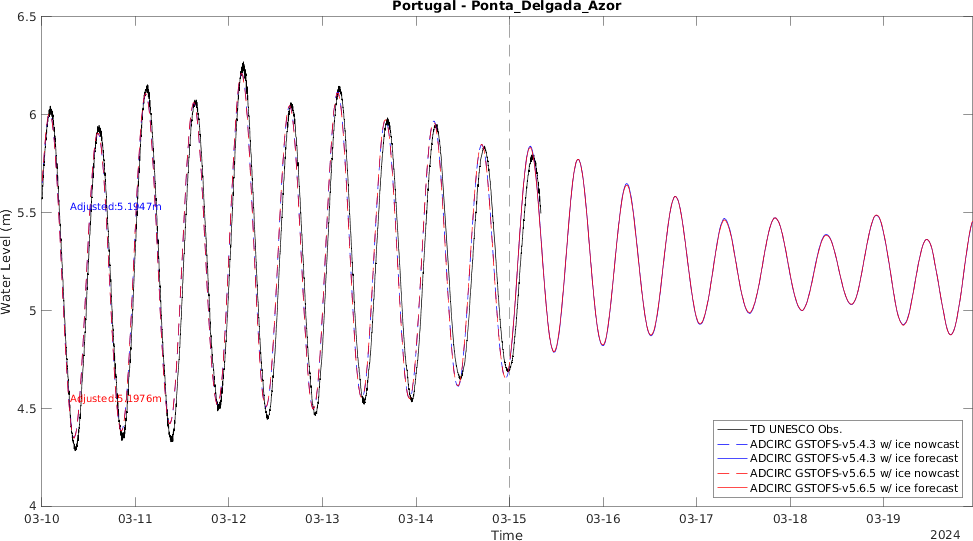 Portugal - Ponta_Delgada_Azor
6.5
6
5.5
5
4.5
4
Water Level (m)
Adjusted:5.1947m
Adjusted:5.1976m
TD UNESCO Obs.
ADCIRC GSTOFS-v5.4.3 w/ ice nowcast
ADCIRC GSTOFS-v5.4.3 w/ ice forecast
ADCIRC GSTOFS-v5.6.5 w/ ice nowcast
ADCIRC GSTOFS-v5.6.5 w/ ice forecast
03-10 03-11 03-12 03-13 03-14 03-15 03-16 03-17 03-18 03-19
Time
2024